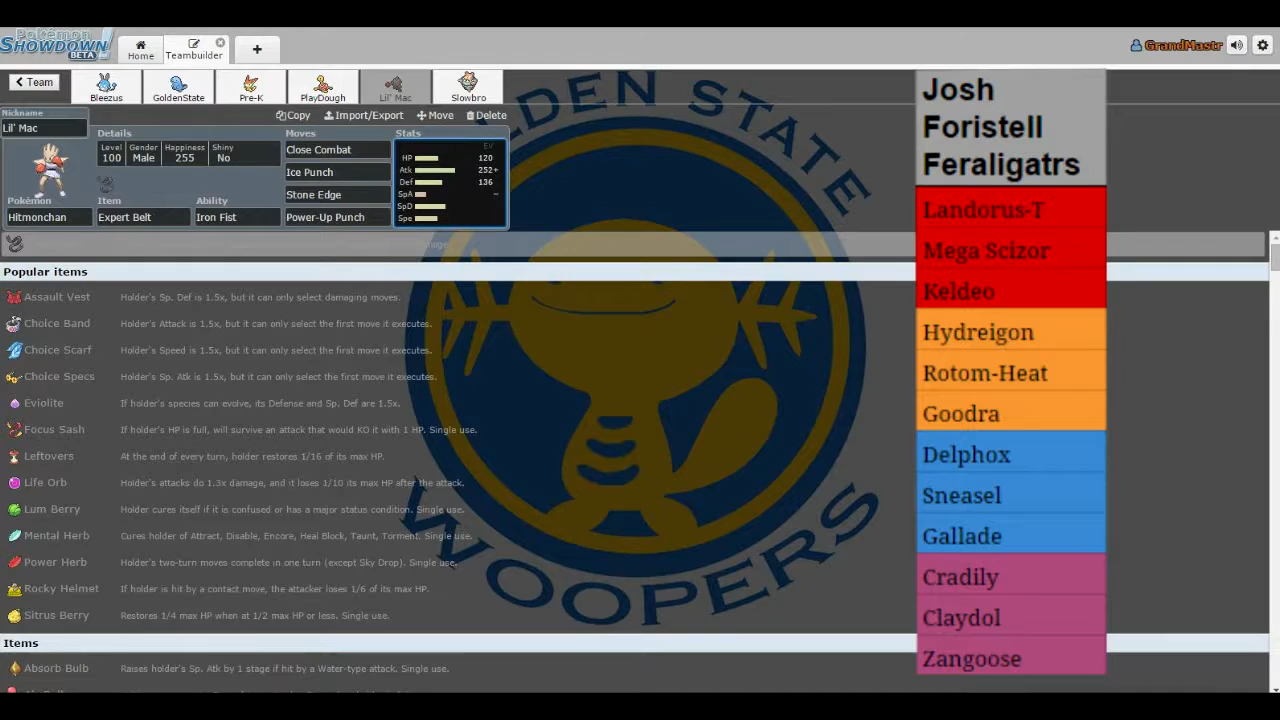 Pokémon
SHOWDOWN!
BETA
Home
Teambuilder
+
GrandMastr
Team
Bleezus
GoldenState
Pre-K
PlayDough
Lil' Mac
Slowbro
Nickname
Lil' Mac
Copy
Import/Export
Move
Delete
Details
Level
100
Gender
Male
Happiness
255
Shiny
No
Pokémon
Hitmonchan
Item
Expert Belt
Ability
Iron Fist
Moves
Close Combat
Ice Punch
Stone Edge
Power-Up Punch
Stats
EV
HP 120
Atk 252+
Def 136
SpA −
SpD
Spe
Popular items
Assault Vest Holder's Sp. Def is 1.5x, but it can only select damaging moves.
Choice Band Holder's Attack is 1.5x, but it can only select the first move it executes.
Choice Scarf Holder's Speed is 1.5x, but it can only select the first move it executes.
Choice Specs Holder's Sp. Atk is 1.5x, but it can only select the first move it executes.
Eviolite If holder's species can evolve, its Defense and Sp. Def are 1.5x.
Focus Sash If holder's HP is full, will survive an attack that would KO it with 1 HP. Single use.
Leftovers At the end of every turn, holder restores 1/16 of its max HP.
Life Orb Holder's attacks do 1.3x damage, and it loses 1/10 its max HP after the attack.
Lum Berry Holder cures itself if it is confused or has a major status condition. Single use.
Mental Herb Cures holder of Attract, Disable, Encore, Heal Block, Taunt, Torment. Single use.
Power Herb Holder's two-turn moves complete in one turn (except Sky Drop). Single use.
Rocky Helmet If holder is hit by a contact move, the attacker loses 1/6 of its max HP.
Sitrus Berry Restores 1/4 max HP when at 1/2 max HP or less. Single use.
Items
Absorb Bulb Raises holder's Sp. Atk by 1 stage if hit by a Water-type attack. Single use.
GOLDEN STATE
WOOPERS
Josh
Foristell
Feraligatrs
Landorus-T
Mega Scizor
Keldeo
Hydreigon
Rotom-Heat
Goodra
Delphox
Sneasel
Gallade
Cradily
Claydol
Zangoose